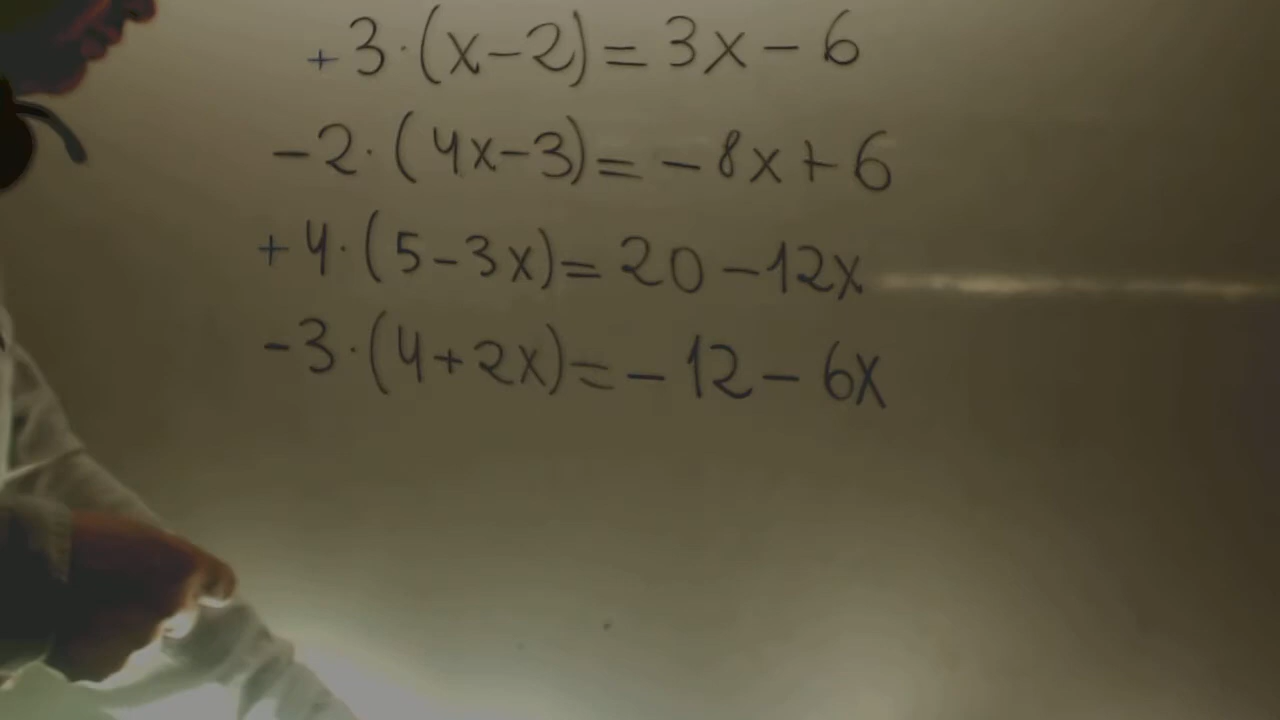 +3·(x-2)=3x-6
-2·(4x-3)=-8x+6
+4·(5-3x)=20-12x
-3·(4+2x)=-12-6x